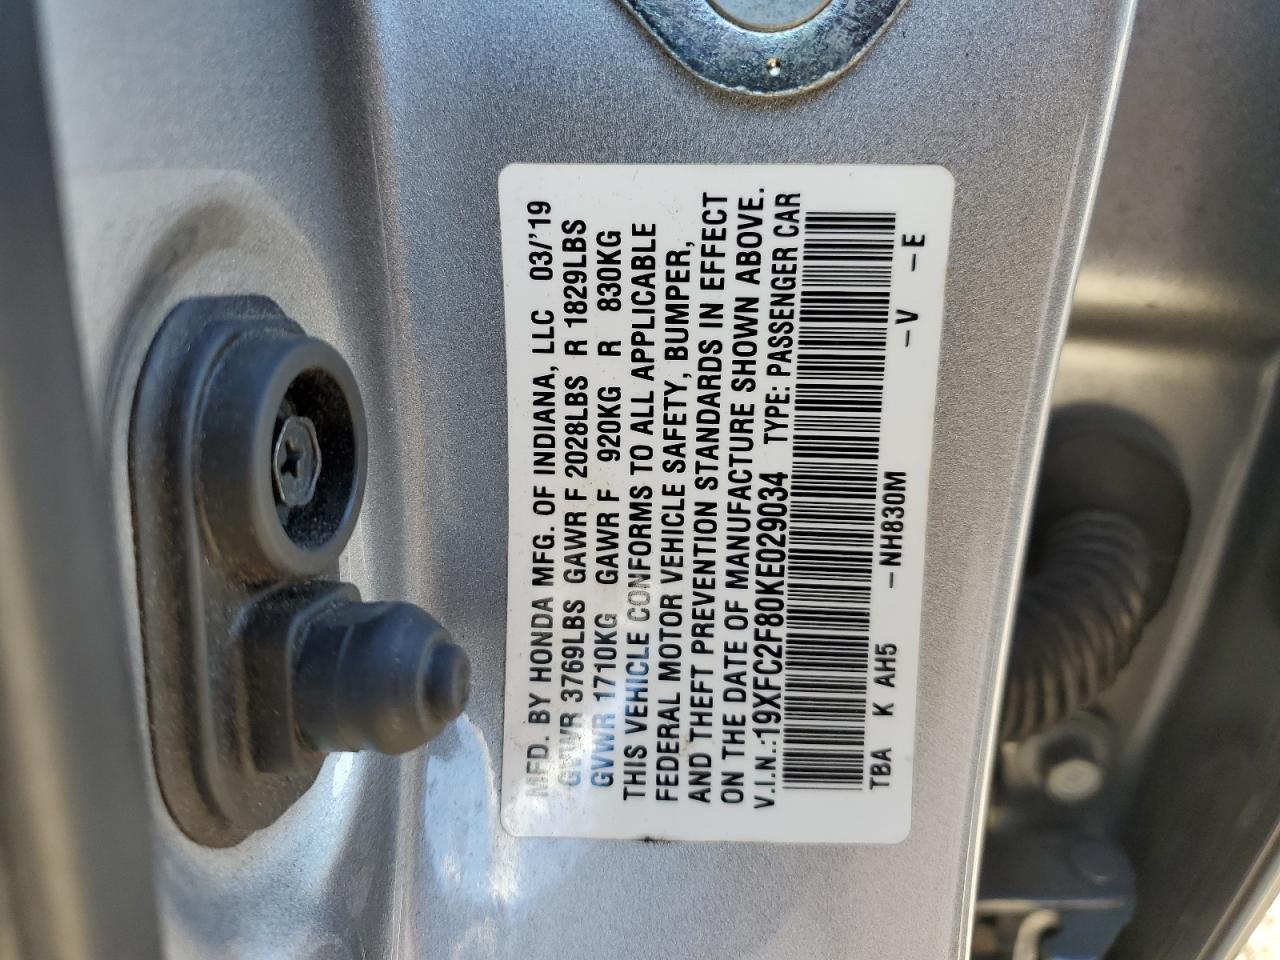 MFD. BY HONDA MFG. OF INDIANA, LLC 03/'19
GVWR 3769LBS GAWR F 2028LBS R 1829LBS
GVWR 1710KG GAWR F 920KG R 830KG
THIS VEHICLE CONFORMS TO ALL APPLICABLE
FEDERAL MOTOR VEHICLE SAFETY, BUMPER,
AND THEFT PREVENTION STANDARDS IN EFFECT
ON THE DATE OF MANUFACTURE SHOWN ABOVE.
V.I.N.:19XFC2F80KE029034 TYPE: PASSENGER CAR
TBA K AH5 –NH830M –V –E